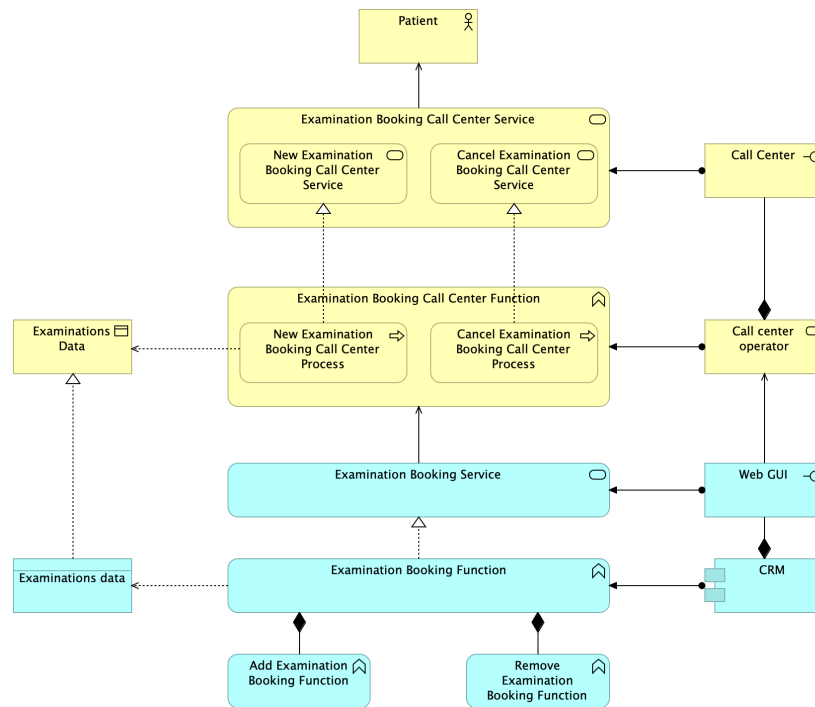 Patient
Examination Booking Call Center Service
New Examination
Booking Call Center
Service
Cancel Examination
Booking Call Center
Service
Call Center
Examination Booking Call Center Function
New Examination
Booking Call Center
Process
Cancel Examination
Booking Call Center
Process
Examinations
Data
Call center
operator
Examination Booking Service
Web GUI
Examinations data
Examination Booking Function
CRM
Add Examination
Booking Function
Remove
Examination
Booking Function